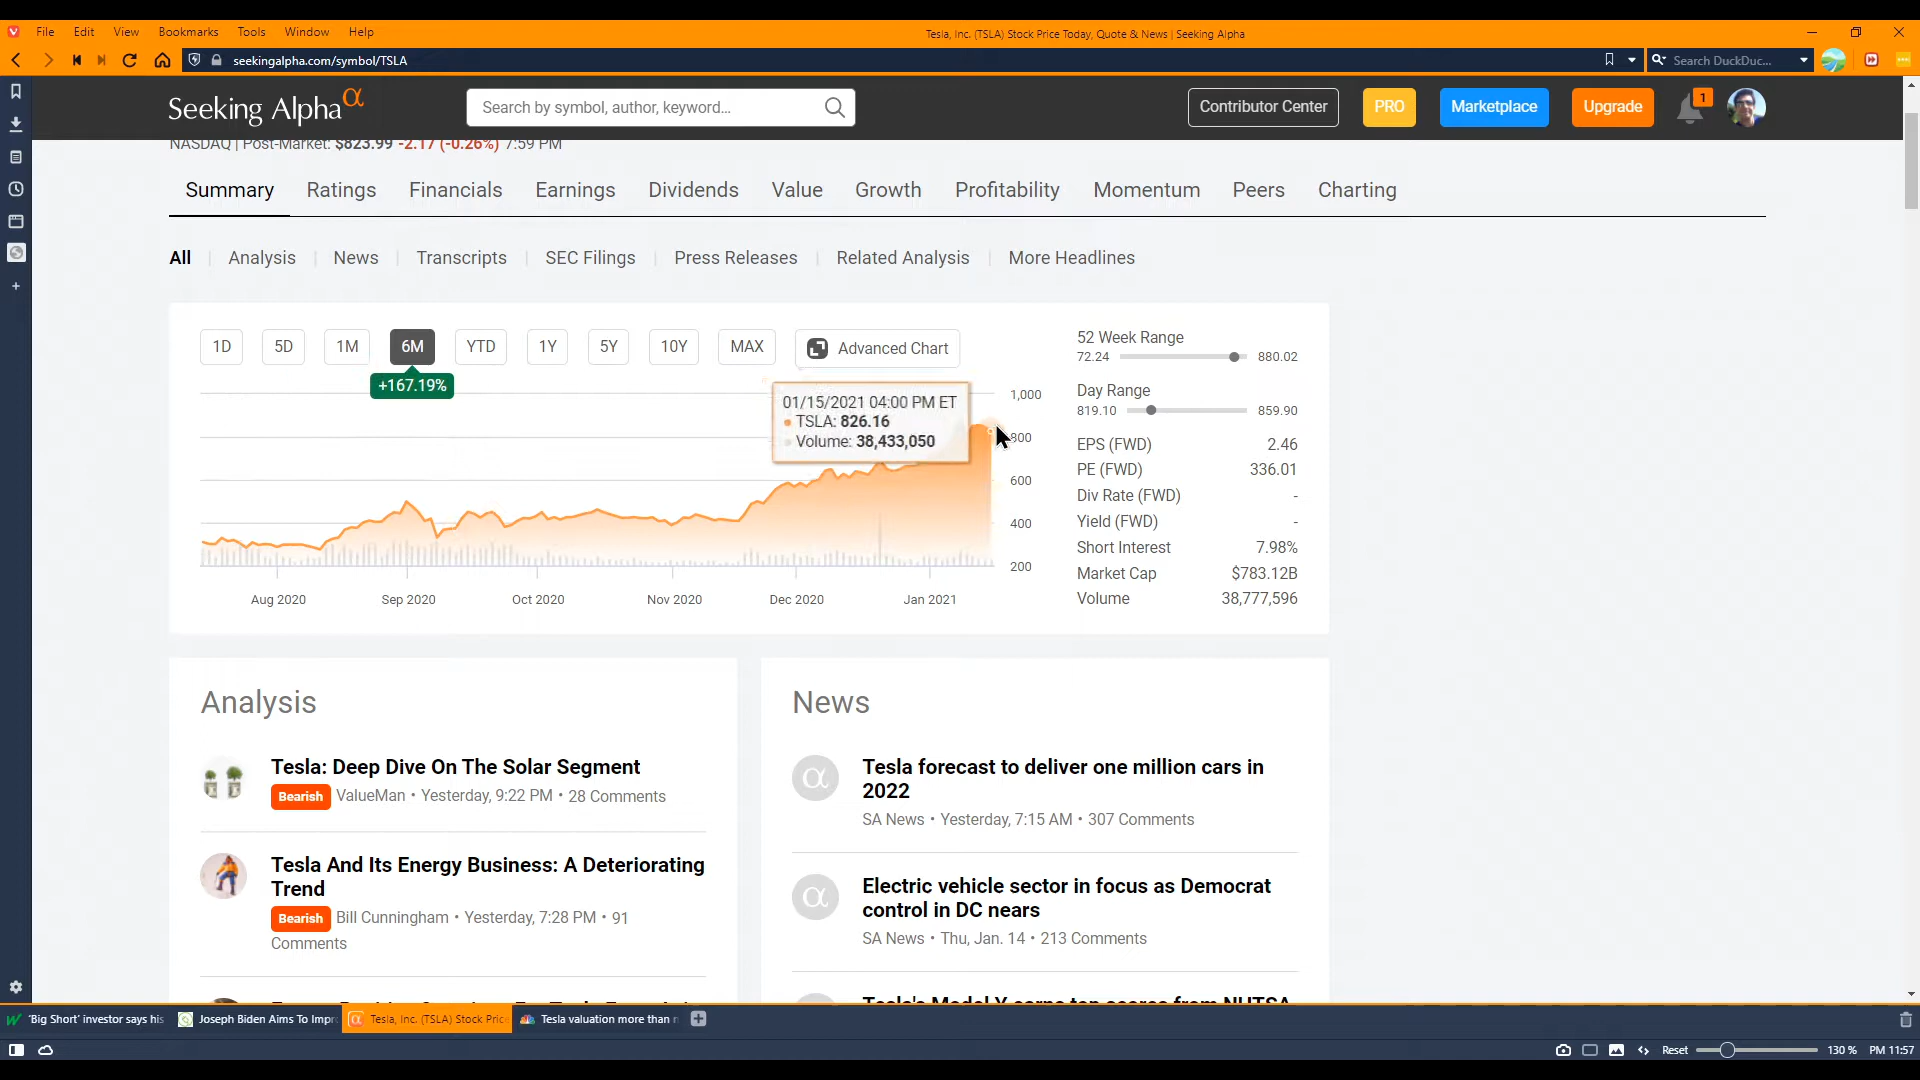 File Edit View Bookmarks Tools Window Help
Tesla, Inc. (TSLA) Stock Price Today, Quote & News | Seeking Alpha
seekingalpha.com/symbol/TSLA
Search DuckDuc...
Seeking Alpha α
Search by symbol, author, keyword...
Contributor Center
PRO
Marketplace
Upgrade
1
NASDAQ | Post-Market: $823.99 -2.17 (-0.26%) 7:59 PM
Summary Ratings Financials Earnings Dividends Value Growth Profitability Momentum Peers Charting
All | Analysis | News | Transcripts | SEC Filings | Press Releases | Related Analysis | More Headlines
1D 5D 1M 6M YTD 1Y 5Y 10Y MAX Advanced Chart
+167.19%
01/15/2021 04:00 PM ET
TSLA: 826.16
Volume: 38,433,050
1,000
800
600
400
200
Aug 2020 Sep 2020 Oct 2020 Nov 2020 Dec 2020 Jan 2021
52 Week Range
72.24 880.02
Day Range
819.10 859.90
EPS (FWD) 2.46
PE (FWD) 336.01
Div Rate (FWD) -
Yield (FWD) -
Short Interest 7.98%
Market Cap $783.12B
Volume 38,777,596
Analysis
Tesla: Deep Dive On The Solar Segment
Bearish ValueMan • Yesterday, 9:22 PM • 28 Comments
Tesla And Its Energy Business: A Deteriorating
Trend
Bearish Bill Cunningham • Yesterday, 7:28 PM • 91
Comments
News
α
Tesla forecast to deliver one million cars in
2022
SA News • Yesterday, 7:15 AM • 307 Comments
α
Electric vehicle sector in focus as Democrat
control in DC nears
SA News • Thu, Jan. 14 • 213 Comments
Tesla's Model Y earns top scores from NHTSA
'Big Short' investor says his
Joseph Biden Aims To Impr
Tesla, Inc. (TSLA) Stock Price
Tesla valuation more than
Reset 130 % PM 11:57